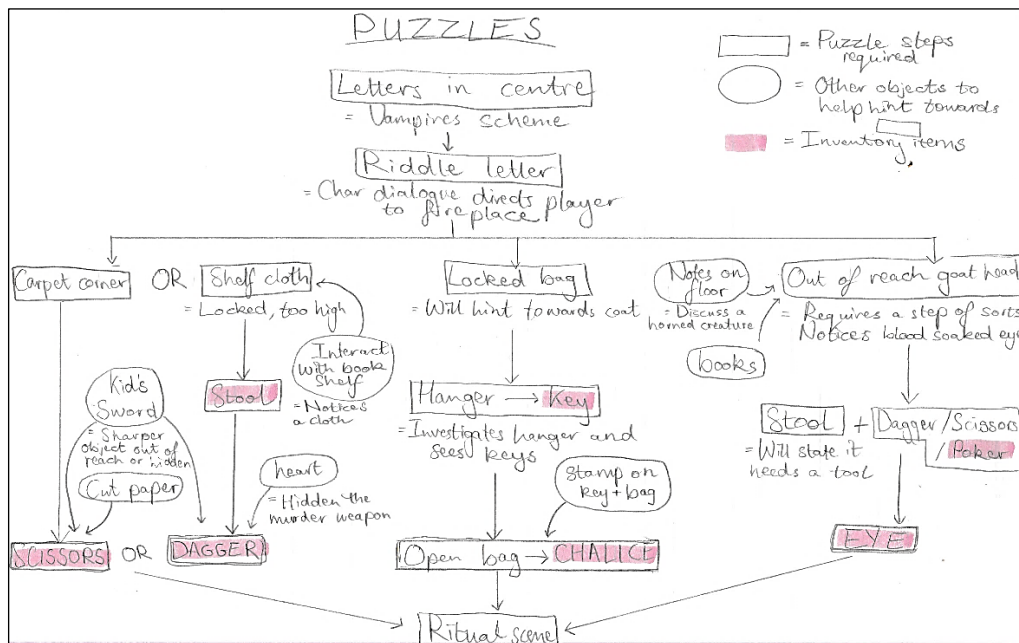 PUZZLES
= Puzzle steps
required
= Other objects to
help hint towards
= Inventory items
Letters in centre
= Vampires scheme
Riddle letter
= Char dialogue directs player
to fireplace
Carpet corner
OR
Shelf cloth
= Locked, too high
Interact
with book
shelf
= Notices
a cloth
Stool
Kid's
Sword
= Sharper
object out of
reach or hidden
Cut paper
heart
= Hidden the
murder weapon
SCISSORS
OR
DAGGER
Locked bag
= Will hint towards coat
Hanger → Key
= Investigates hanger and
sees keys
Stamp on
key + bag
Open bag → CHALICE
Notes on
floor
= Discuss a
horned creature
books
Out of reach goat head
= Requires a step of sorts
Notices blood soaked eye
Stool + Dagger/Scissors
/ Poker
= Will state it
needs a tool
EYE
Ritual scene